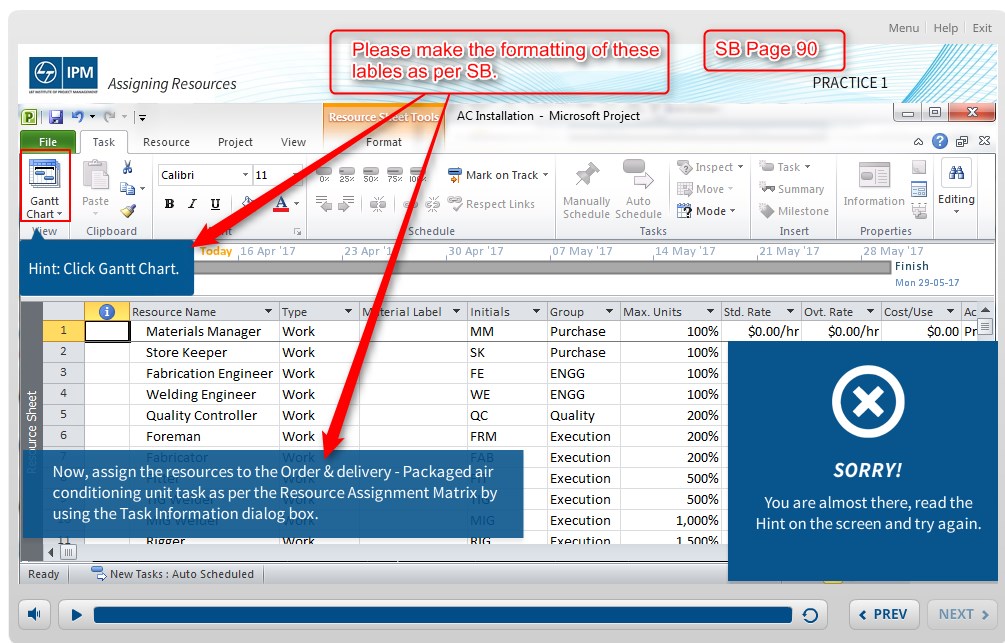 Menu Help Exit
Please make the formatting of these
lables as per SB.
SB Page 90
IPM
Assigning Resources
PRACTICE 1
Resource Sheet Tools
AC Installation - Microsoft Project
File Task Resource Project View Format
Gantt
Chart
Paste
Calibri 11
B I U A
0% 25% 50% 75% 100%
Mark on Track
Respect Links
Manually
Schedule
Auto
Schedule
Inspect
Move
Mode
Task
Summary
Milestone
Information
Editing
View Clipboard Schedule Tasks Insert Properties
Today 16 Apr '17 23 Apr '17 30 Apr '17 07 May '17 14 May '17 21 May '17 28 May '17
Hint: Click Gantt Chart.
Finish
Mon 29-05-17
Resource Name Type Material Label Initials Group Max. Units Std. Rate Ovt. Rate Cost/Use Ac
1 Materials Manager Work MM Purchase 100% $0.00/hr $0.00/hr $0.00 Pr
2 Store Keeper Work SK Purchase 100%
3 Fabrication Engineer Work FE ENGG 100%
4 Welding Engineer Work WE ENGG 100%
5 Quality Controller Work QC Quality 200%
6 Foreman Work FRM Execution 200%
Fabricator Work FAB Execution 200%
Fitter Work Execution 500%
Execution 500%
MIG Execution 1,000%
11 Rigger Work RIG Execution 1,500%
Now, assign the resources to the Order & delivery - Packaged air
conditioning unit task as per the Resource Assignment Matrix by
using the Task Information dialog box.
SORRY!
You are almost there, read the
Hint on the screen and try again.
Ready New Tasks : Auto Scheduled
PREV NEXT